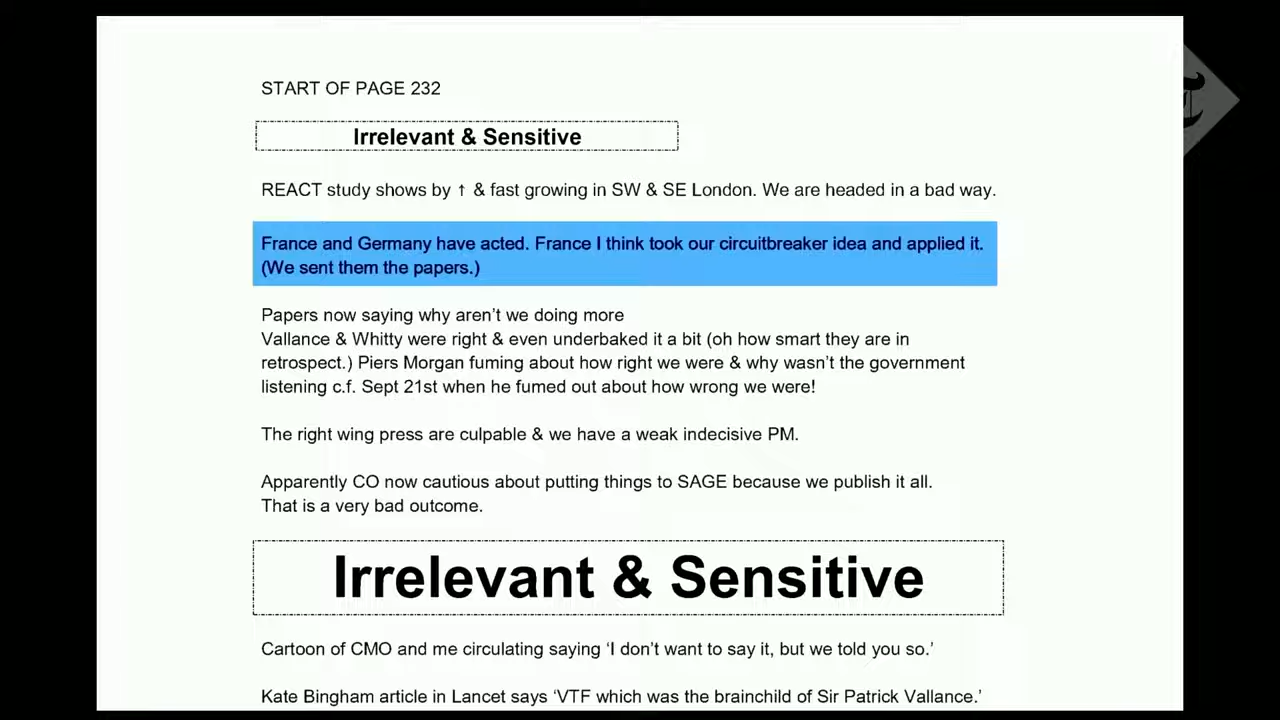 START OF PAGE 232
Irrelevant & Sensitive
REACT study shows by ↑ & fast growing in SW & SE London. We are headed in a bad way.
France and Germany have acted. France I think took our circuitbreaker idea and applied it.
(We sent them the papers.)
Papers now saying why aren’t we doing more
Vallance & Whitty were right & even underbaked it a bit (oh how smart they are in
retrospect.) Piers Morgan fuming about how right we were & why wasn’t the government
listening c.f. Sept 21st when he fumed out about how wrong we were!
The right wing press are culpable & we have a weak indecisive PM.
Apparently CO now cautious about putting things to SAGE because we publish it all.
That is a very bad outcome.
Irrelevant & Sensitive
Cartoon of CMO and me circulating saying ‘I don’t want to say it, but we told you so.’
Kate Bingham article in Lancet says ‘VTF which was the brainchild of Sir Patrick Vallance.’